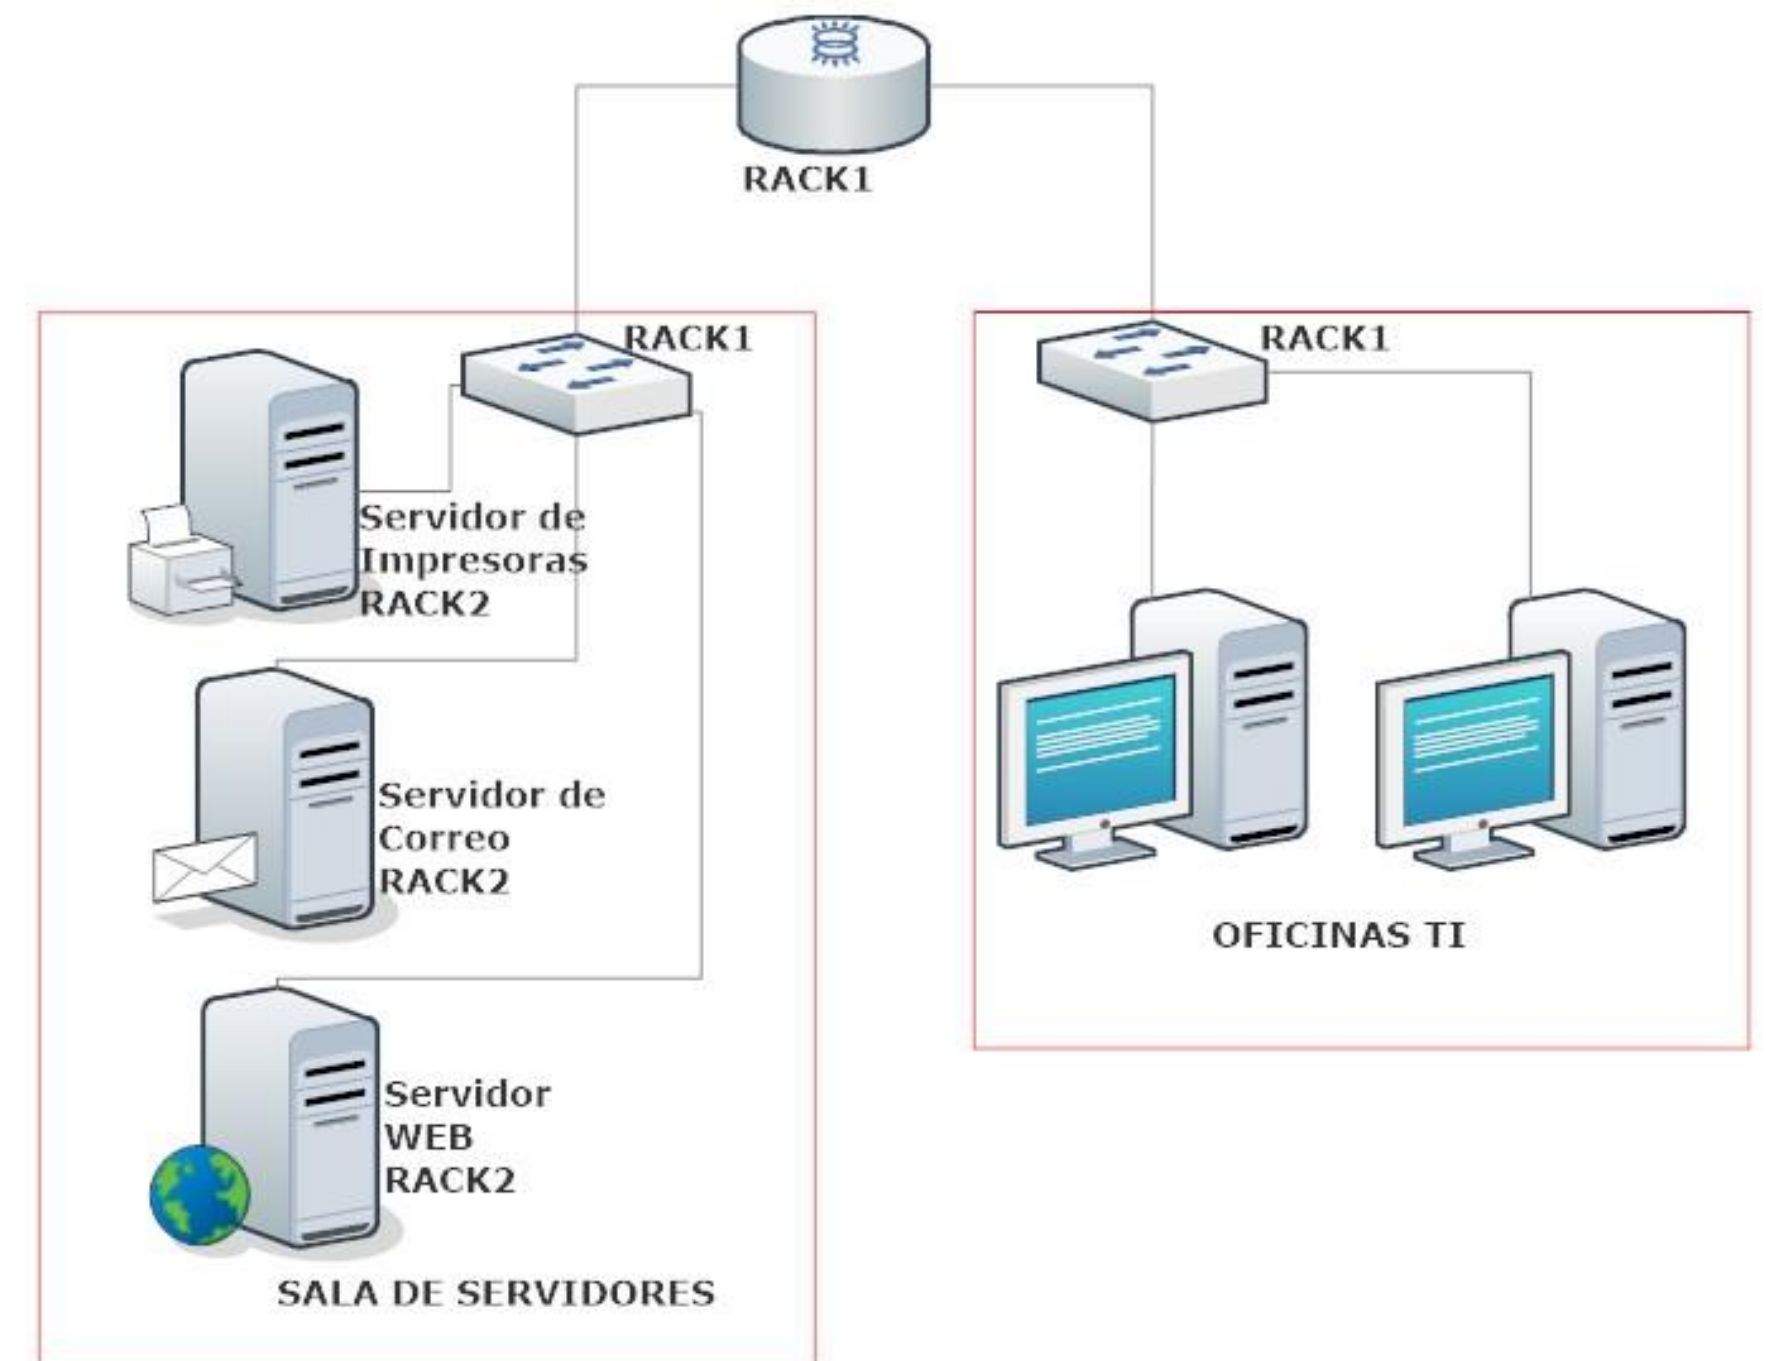 RACK1
RACK1
Servidor de
Impresoras
RACK2
Servidor de
Correo
RACK2
Servidor
WEB
RACK2
SALA DE SERVIDORES
RACK1
OFICINAS TI